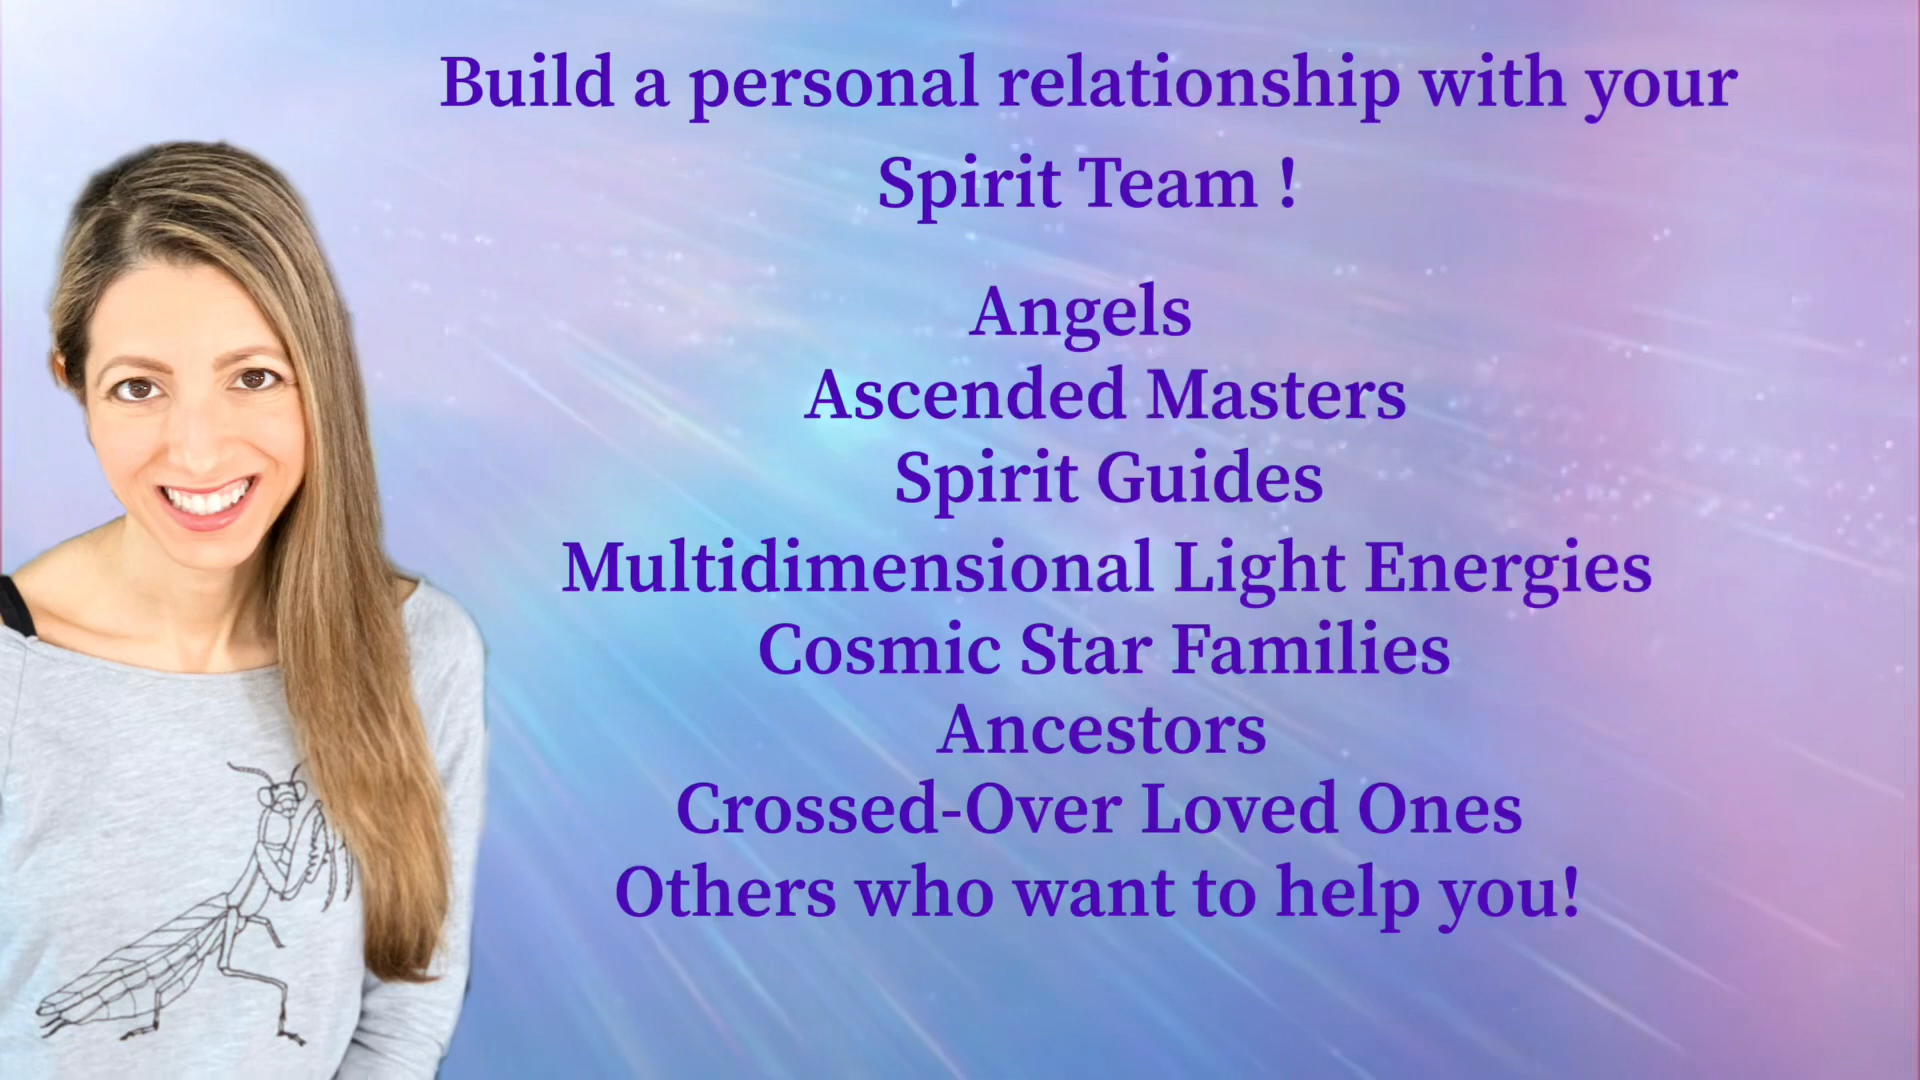 Build a personal relationship with your
Spirit Team !
Angels
Ascended Masters
Spirit Guides
Multidimensional Light Energies
Cosmic Star Families
Ancestors
Crossed-Over Loved Ones
Others who want to help you!